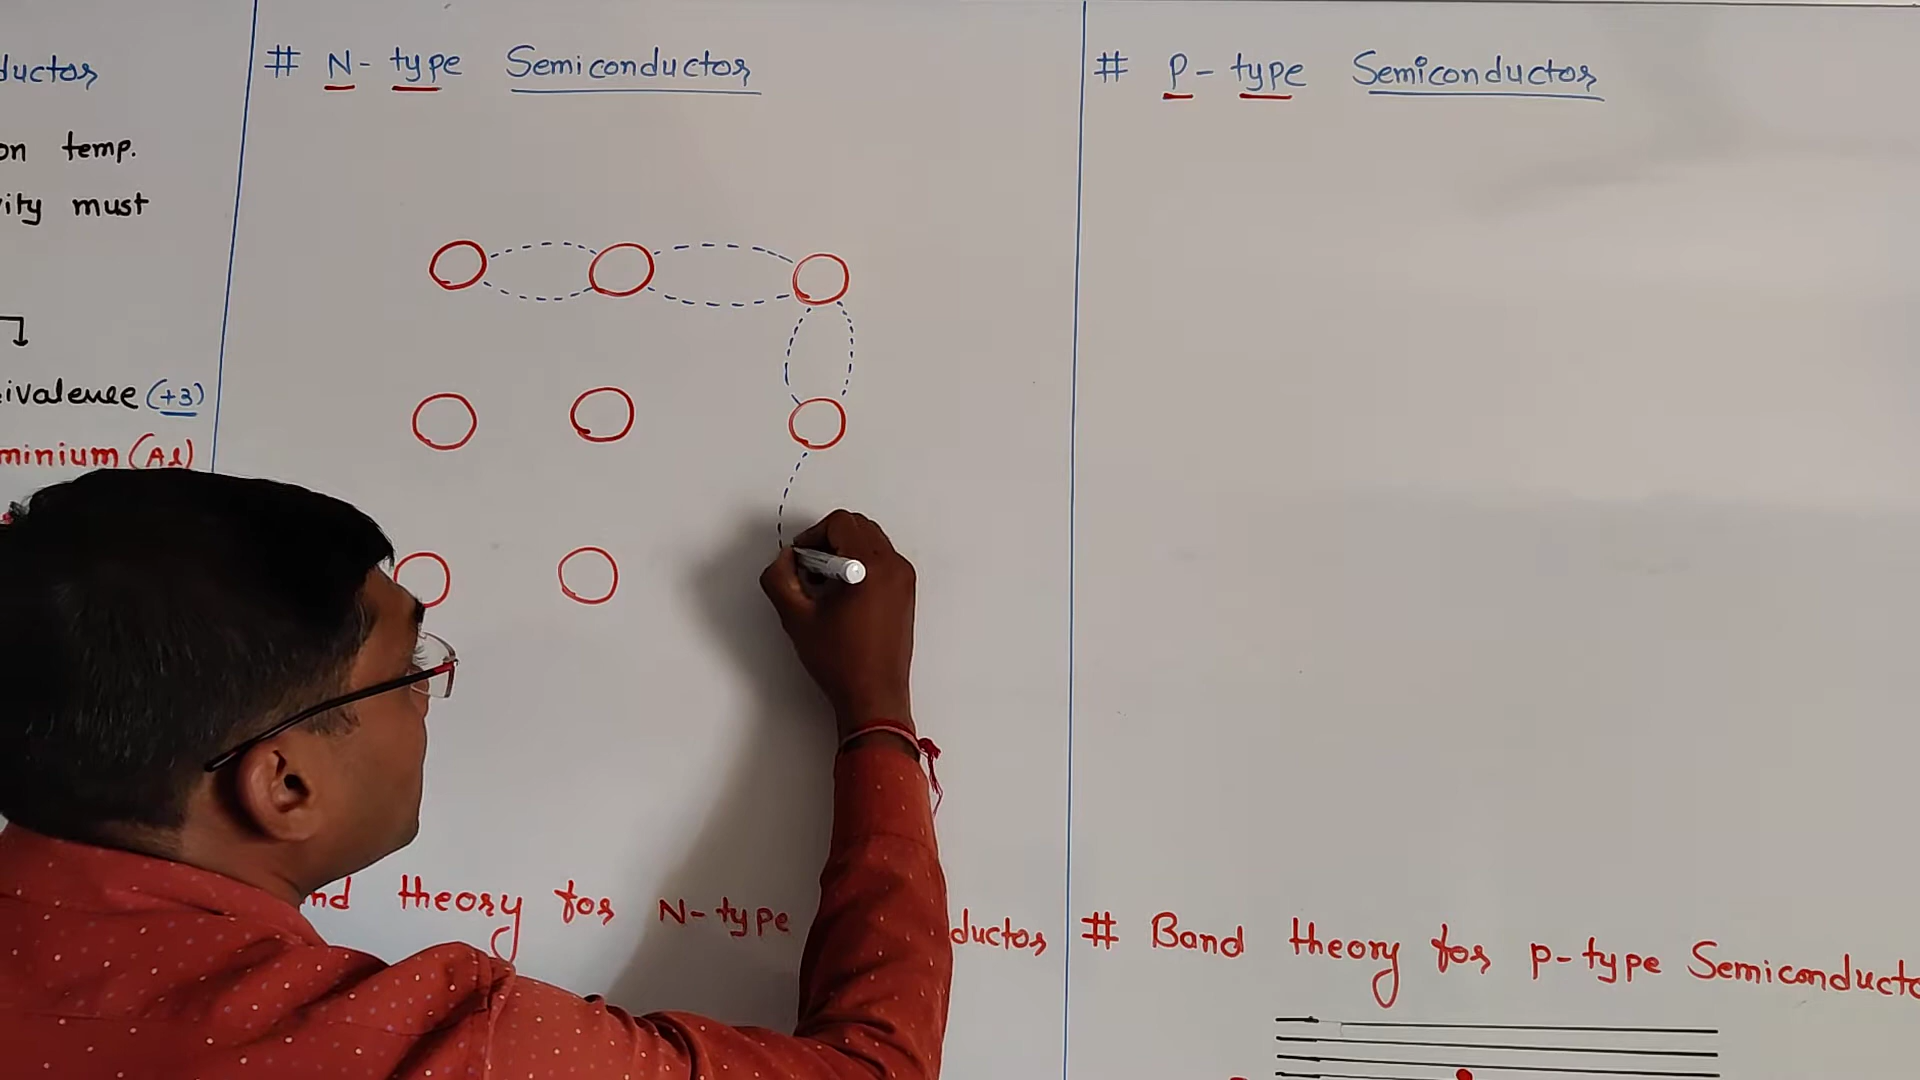 ductor
on temp.
ity must
ivalence (+3)
minium (Al)
# N-type Semiconductor
nd theory for N-type ductor
# P-type Semiconductor
# Band theory for p-type Semiconducto